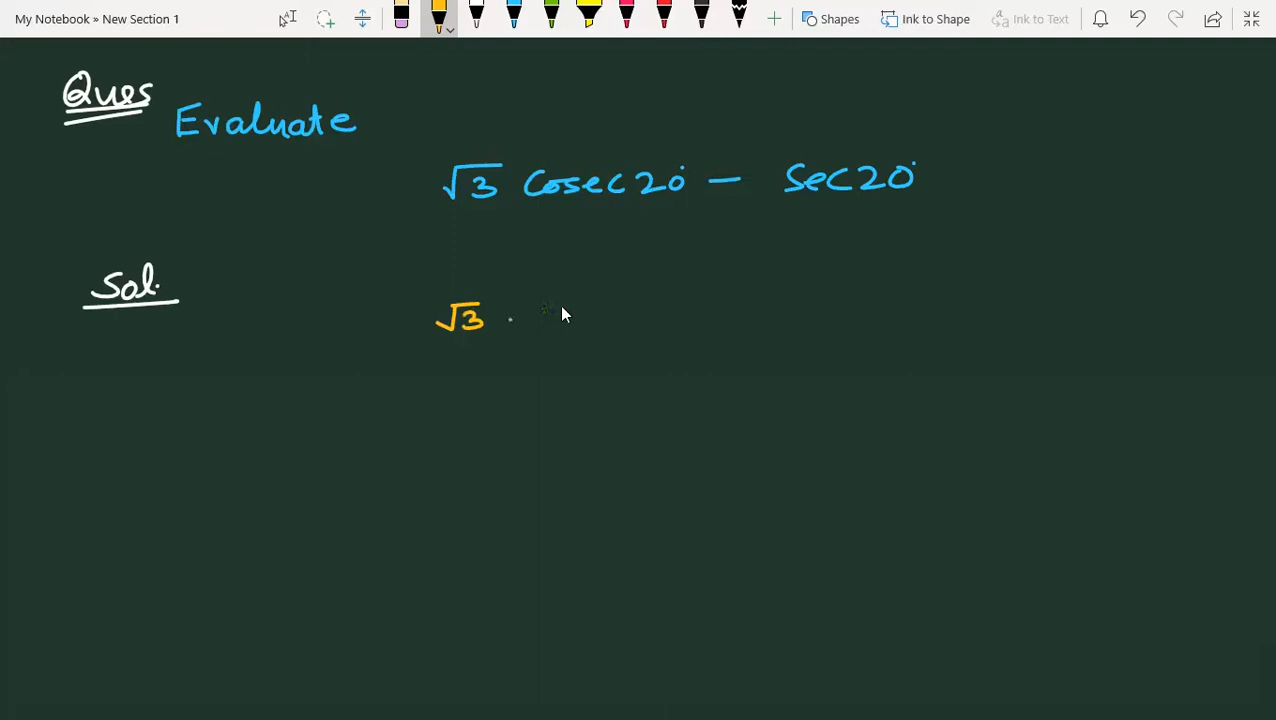 My Notebook » New Section 1
Shapes
Ink to Shape
Ink to Text
Ques
Evaluate
√3 Cosec 20° − Sec 20°
Sol.
√3 .